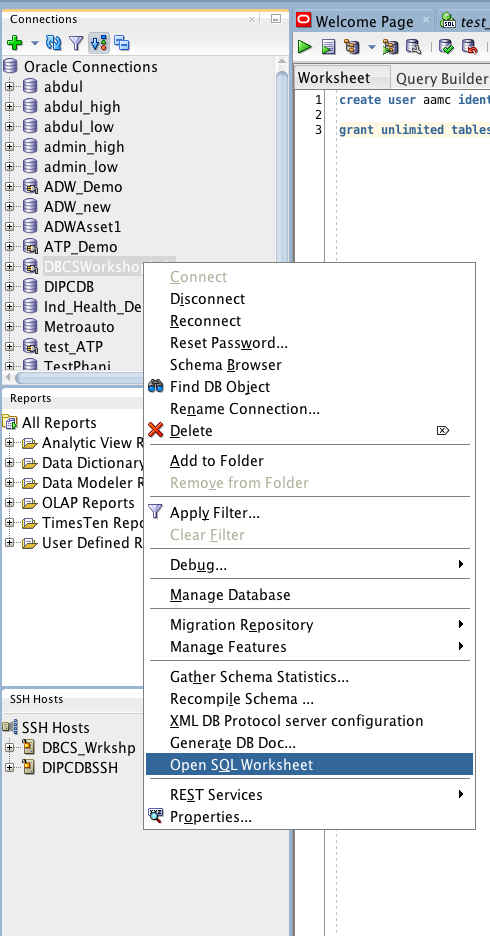 Connections
Oracle Connections
abdul
abdul_high
abdul_low
admin_high
admin_low
ADW_Demo
ADW_new
ADWAsset1
ATP_Demo
DIPCDB
Ind_Health_De
Metroauto
test_ATP
TestPhani
Reports
All Reports
Analytic View R
Data Dictionary
Data Modeler R
OLAP Reports
TimesTen Repo
User Defined R
SSH Hosts
SSH Hosts
DBCS_Wrkshp
DIPCDBSSH
Welcome Page
test_
SQL
Worksheet
Query Builder
1 create user aamc ident
2
3 grant unlimited tables
Connect
Disconnect
Reconnect
Reset Password...
Schema Browser
Find DB Object
Rename Connection...
Delete
Add to Folder
Remove from Folder
Apply Filter...
Clear Filter
Debug...
Manage Database
Migration Repository
Manage Features
Gather Schema Statistics...
Recompile Schema ...
XML DB Protocol server configuration
Generate DB Doc...
Open SQL Worksheet
REST Services
Properties...